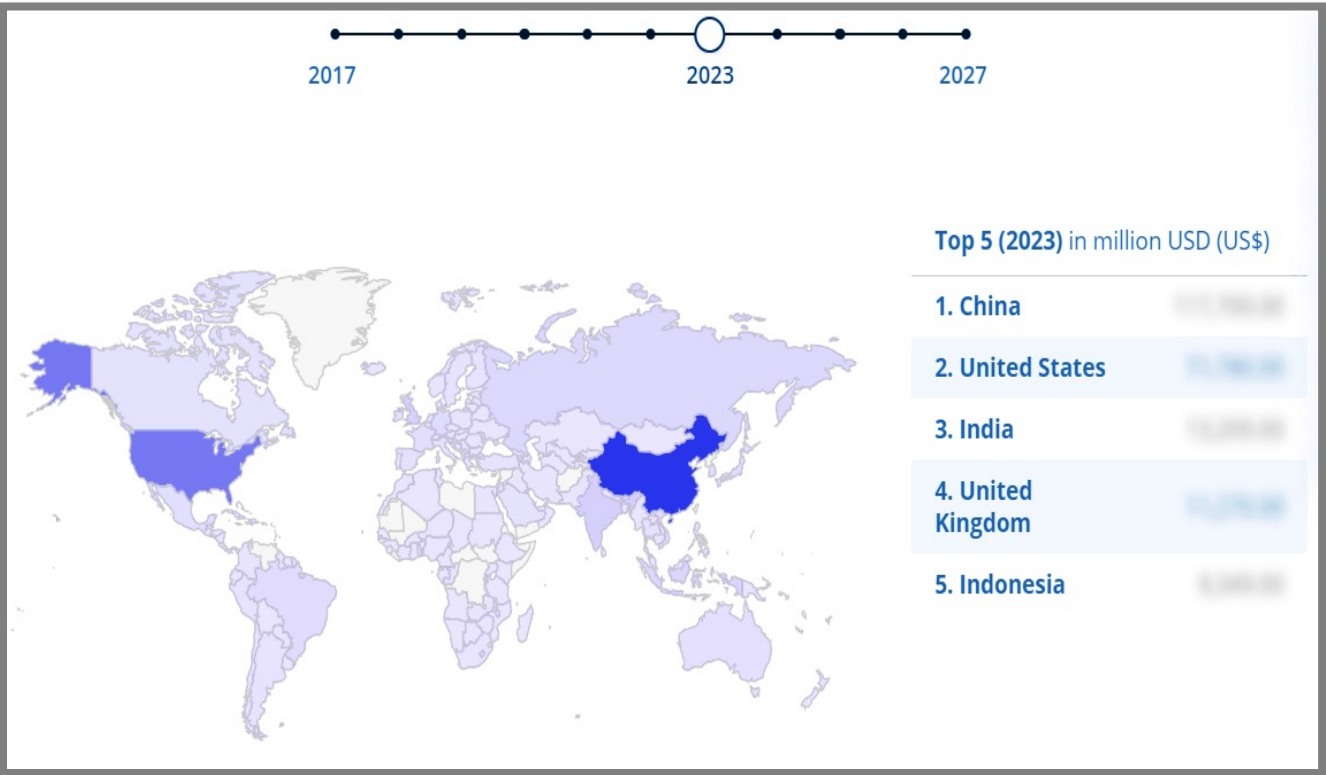 2017 2023 2027
Top 5 (2023) in million USD (US$)
1. China
2. United States
3. India
4. United
Kingdom
5. Indonesia